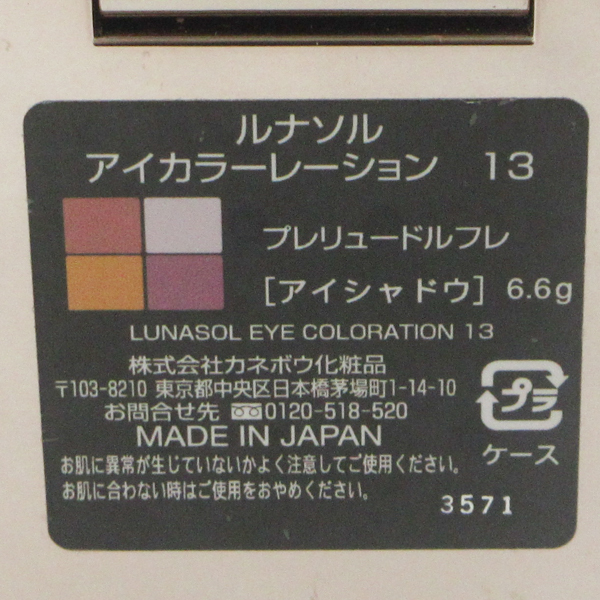 ルナソル
アイカラーレーション 13
プレリュードルフレ
[アイシャドウ] 6.6g
LUNASOL EYE COLORATION 13
株式会社カネボウ化粧品
〒103-8210 東京都中央区日本橋茅場町1-14-10
お問合せ先 0120-518-520
MADE IN JAPAN
プラ
ケース
お肌に異常が生じていないかよく注意してご使用ください。
お肌に合わない時はご使用をおやめください。
3571